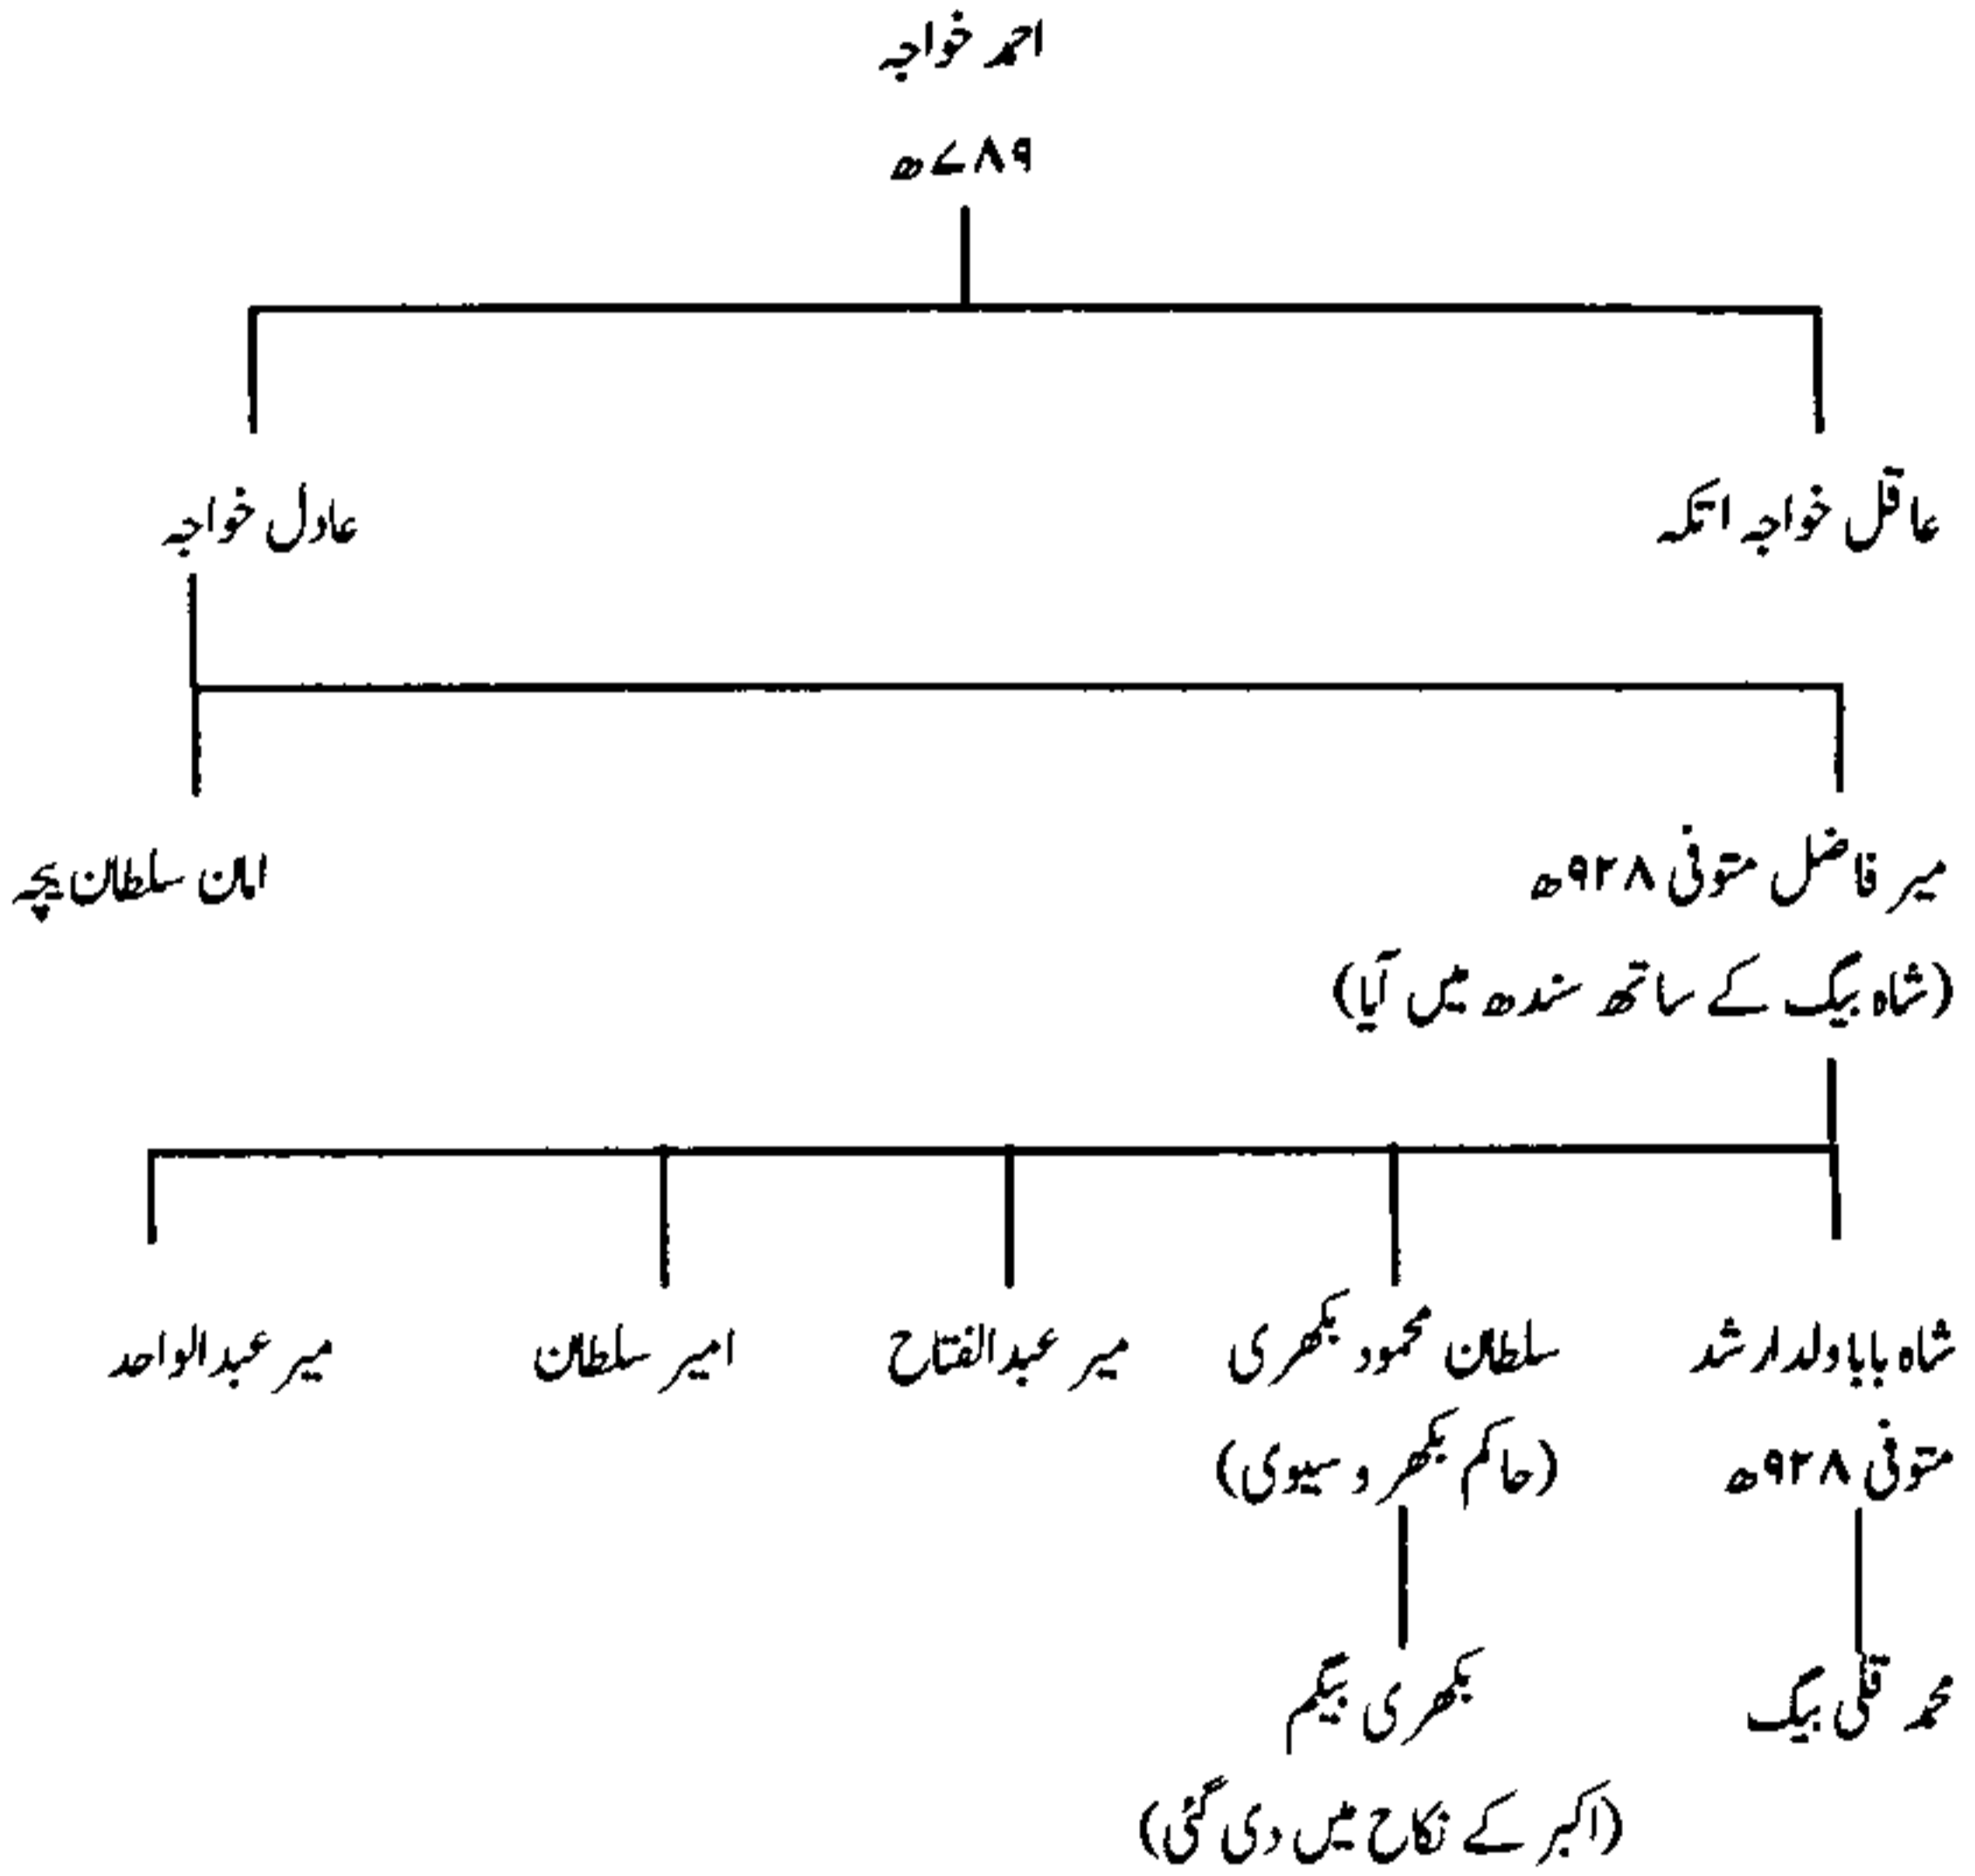 احمد خواجہ
۷۸۹ھ
عاقل خواجہ اتکہ
عادل خواجہ
میر فاضل متوفی ۹۲۸ھ
امان سلطان پچہ
(شاہ بیگ کے ساتھ سندھ میں آیا)
شاہ بابا ولد ارشد
سلطان محمود بکھری
میر عبدالفتاح
امیر سلطان
میر عبدالواحد
متوفی ۹۲۸ھ
(حاکم بکھر و سیوی)
محمد قلی بیگ
بکھری بیگم
(اکبر کے نکاح میں دی گئی)